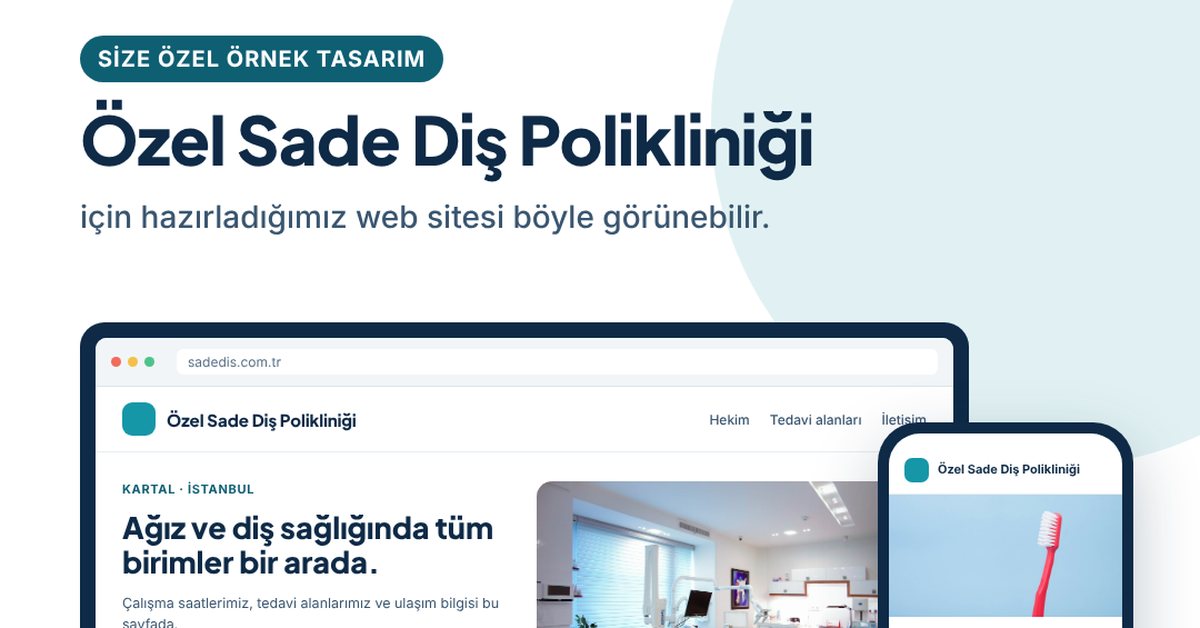 SİZE ÖZEL ÖRNEK TASARIM
Özel Sade Diş Polikliniği
için hazırladığımız web sitesi böyle görünebilir.
sadedis.com.tr
Özel Sade Diş Polikliniği
Hekim Tedavi alanları İletişim
Özel Sade Diş Polikliniği
KARTAL · İSTANBUL
Ağız ve diş sağlığında tüm
birimler bir arada.
Çalışma saatlerimiz, tedavi alanlarımız ve ulaşım bilgisi bu
sayfada.